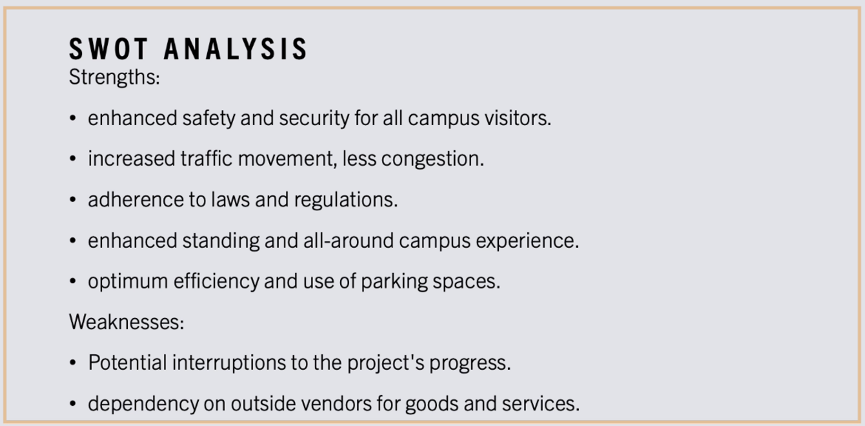 SWOT ANALYSIS
Strengths:
• enhanced safety and security for all campus visitors.
• increased traffic movement, less congestion.
• adherence to laws and regulations.
• enhanced standing and all-around campus experience.
• optimum efficiency and use of parking spaces.
Weaknesses:
• Potential interruptions to the project's progress.
• dependency on outside vendors for goods and services.